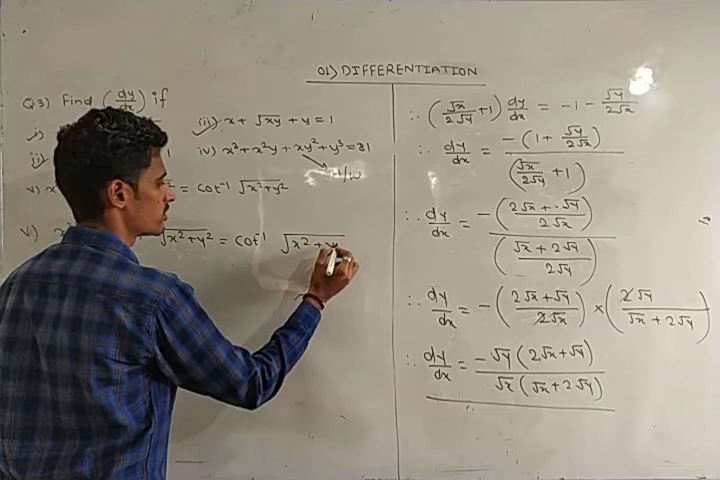 01) DIFFERENTIATION
Q3) Find (dy/dx) if
i)
iii) x + √xy + y = 1
ii) 1
iv) x³ + x²y + xy² + y³ = 81
H/W
v) x = cot⁻¹ √x²+y²
v) x √x²+y² = cot⁻¹ √x²+y
∴ (√x/2√y + 1) dy/dx = -1 - √y/2√x
∴ dy/dx = -(1 + √y/2√x) / (√x/2√y + 1)
∴ dy/dx = -(2√x + √y / 2√x) / (√x + 2√y / 2√y)
∴ dy/dx = -(2√x + √y / 2√x) × (2√y / √x + 2√y)
∴ dy/dx = -√y (2√x + √y) / √x (√x + 2√y)